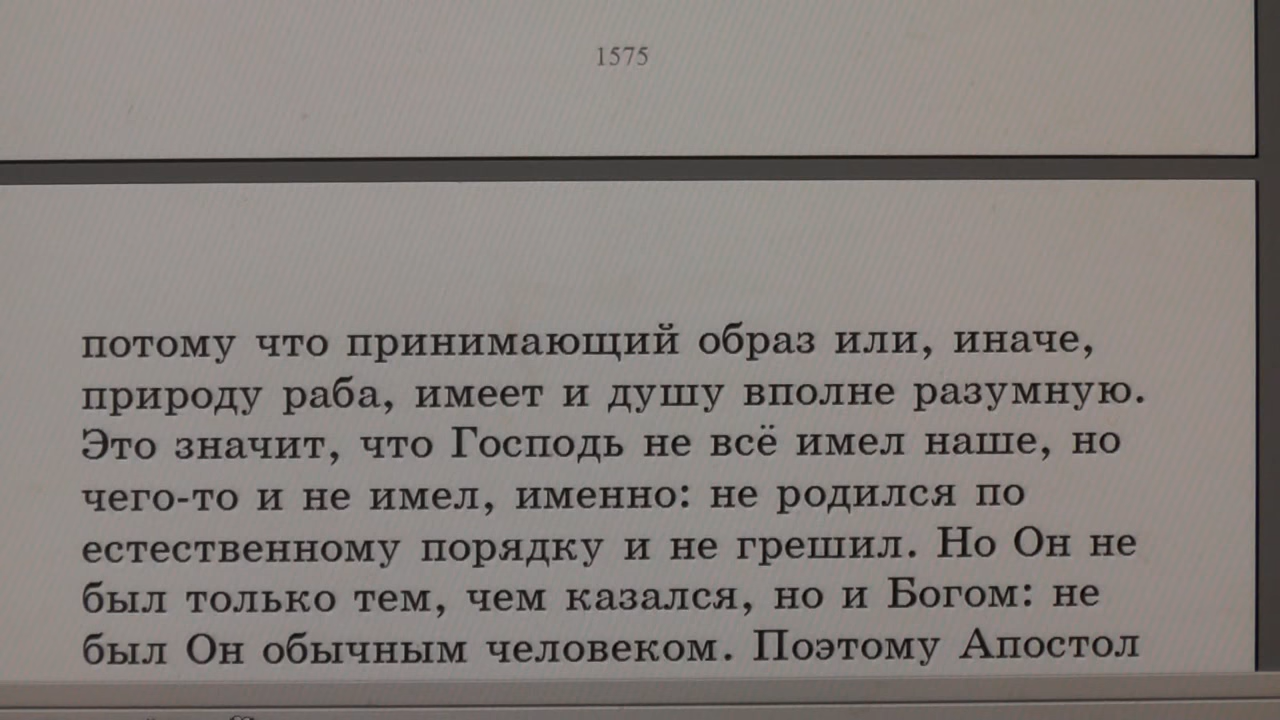 1575
потому что принимающий образ или, иначе,
природу раба, имеет и душу вполне разумную.
Это значит, что Господь не всё имел наше, но
чего-то и не имел, именно: не родился по
естественному порядку и не грешил. Но Он не
был только тем, чем казался, но и Богом: не
был Он обычным человеком. Поэтому Апостол